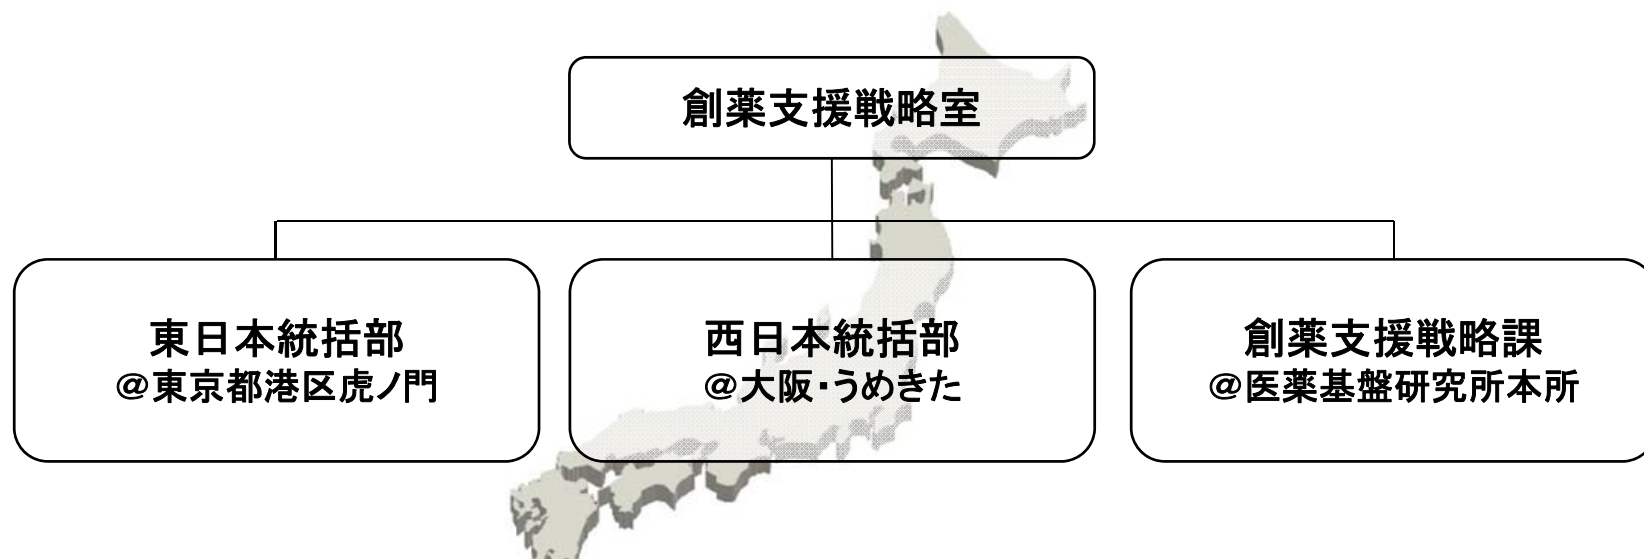 創薬支援戦略室
東日本統括部
＠東京都港区虎ノ門
西日本統括部
＠大阪・うめきた
創薬支援戦略課
＠医薬基盤研究所本所